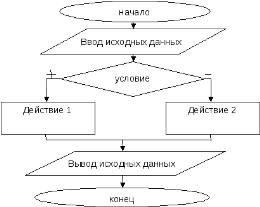 начало
Ввод исходных данных
+ условие −
Действие 1 Действие 2
Вывод исходных данных
конец